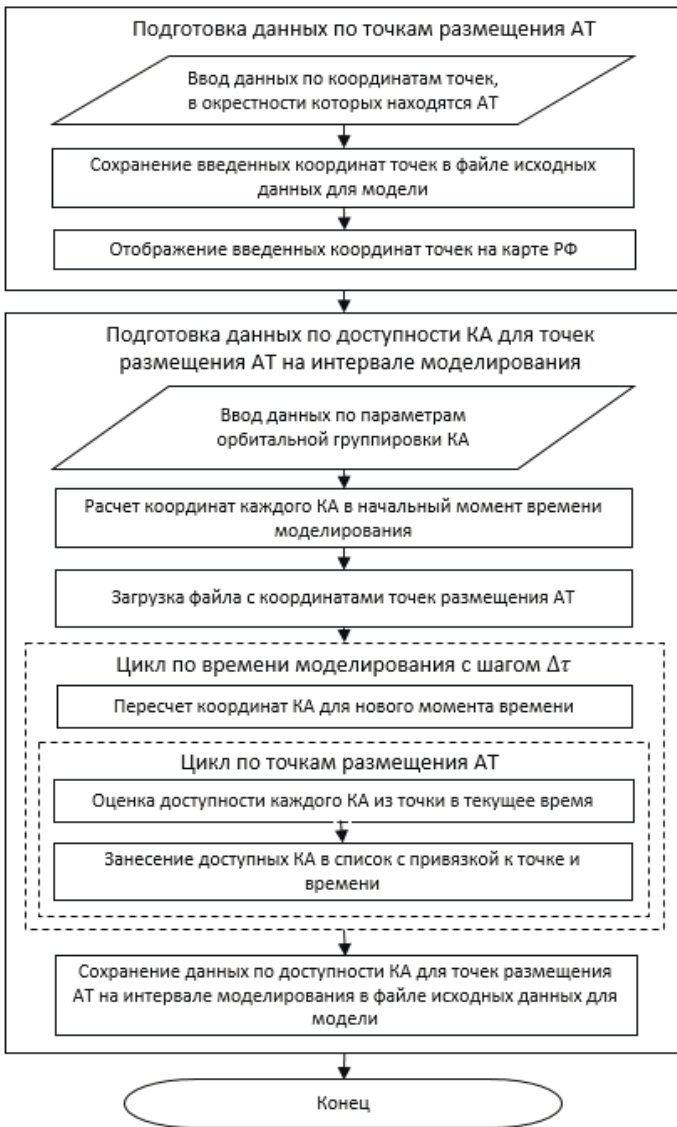 Подготовка данных по точкам размещения АТ
Ввод данных по координатам точек,
в окрестности которых находятся АТ
Сохранение введенных координат точек в файле исходных
данных для модели
Отображение введенных координат точек на карте РФ
Подготовка данных по доступности КА для точек
размещения АТ на интервале моделирования
Ввод данных по параметрам
орбитальной группировки КА
Расчет координат каждого КА в начальный момент времени
моделирования
Загрузка файла с координатами точек размещения АТ
Цикл по времени моделирования с шагом Δτ
Пересчет координат КА для нового момента времени
Цикл по точкам размещения АТ
Оценка доступности каждого КА из точки в текущее время
Занесение доступных КА в список с привязкой к точке и
времени
Сохранение данных по доступности КА для точек размещения
АТ на интервале моделирования в файле исходных данных для
модели
Конец